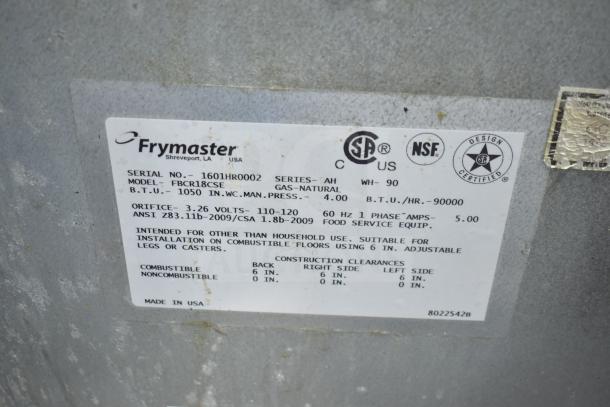 Frymaster
Shreveport, LA USA
CSA ®
C US
NSF®
DESIGN
GR
CERTIFIED
SERIAL NO.- 1601HR0002 SERIES- AH WH- 90
MODEL- FBCR18CSE GAS-NATURAL
B.T.U.- 1050 IN.WC.MAN.PRESS.- 4.00 B.T.U./HR.-90000
ORIFICE- 3.26 VOLTS- 110-120 60 Hz 1 PHASE AMPS- 5.00
ANSI Z83.11b-2009/CSA 1.8b-2009 FOOD SERVICE EQUIP.
INTENDED FOR OTHER THAN HOUSEHOLD USE. SUITABLE FOR
INSTALLATION ON COMBUSTIBLE FLOORS USING 6 IN. ADJUSTABLE
LEGS OR CASTERS.
CONSTRUCTION CLEARANCES
BACK RIGHT SIDE LEFT SIDE
COMBUSTIBLE 6 IN. 6 IN. 6 IN.
NONCOMBUSTIBLE 0 IN. 0 IN. 0 IN.
MADE IN USA
8022542B